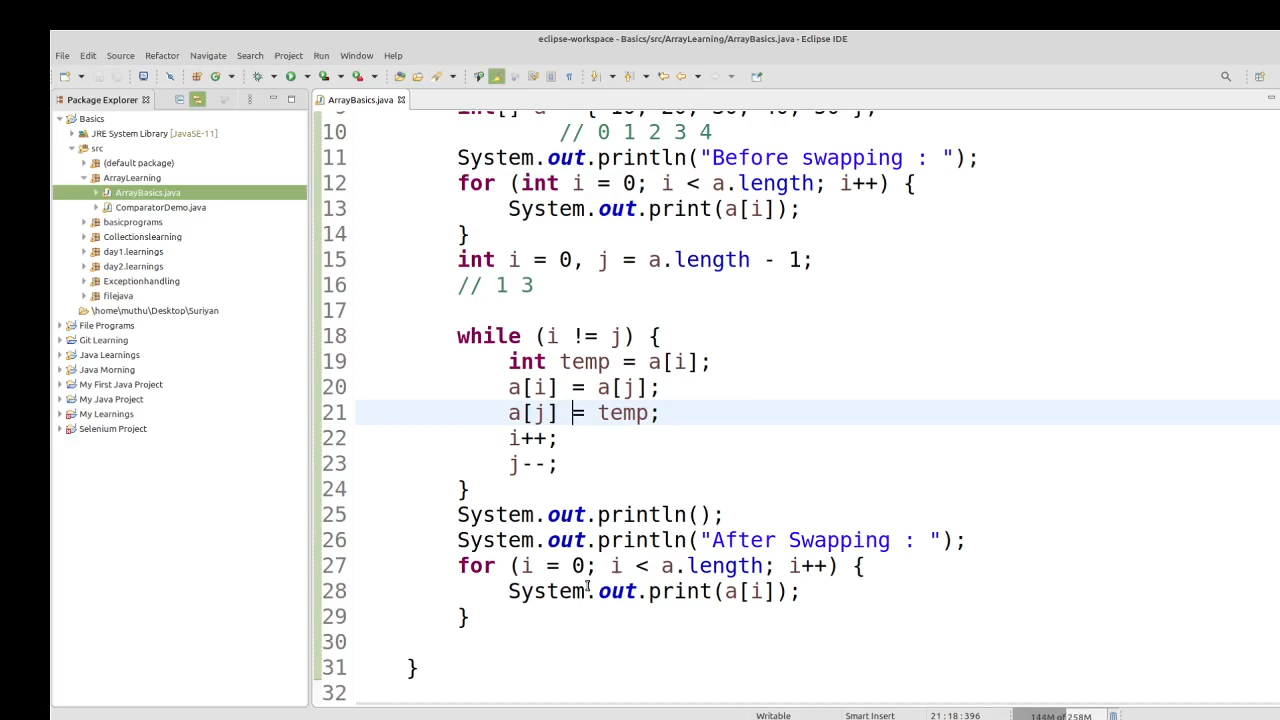 eclipse-workspace - Basics/src/ArrayLearning/ArrayBasics.java - Eclipse IDE
File Edit Source Refactor Navigate Search Project Run Window Help
Package Explorer
Basics
JRE System Library [JavaSE-11]
src
(default package)
ArrayLearning
ArrayBasics.java
ComparatorDemo.java
basicprograms
Collectionslearning
day1.learnings
day2.learnings
Exceptionhandling
filejava
\home\muthu\Desktop\Suriyan
File Programs
Git Learning
Java Learnings
Java Morning
My First Java Project
My Java Project
My Learnings
Selenium Project
ArrayBasics.java
10 // 0 1 2 3 4
11 System.out.println("Before swapping : ");
12 for (int i = 0; i < a.length; i++) {
13 System.out.print(a[i]);
14 }
15 int i = 0, j = a.length - 1;
16 // 1 3
17
18 while (i != j) {
19 int temp = a[i];
20 a[i] = a[j];
21 a[j] = temp;
22 i++;
23 j--;
24 }
25 System.out.println();
26 System.out.println("After Swapping : ");
27 for (i = 0; i < a.length; i++) {
28 System.out.print(a[i]);
29 }
30
31 }
32
Writable Smart Insert 21 : 18 : 396 144M of 258M